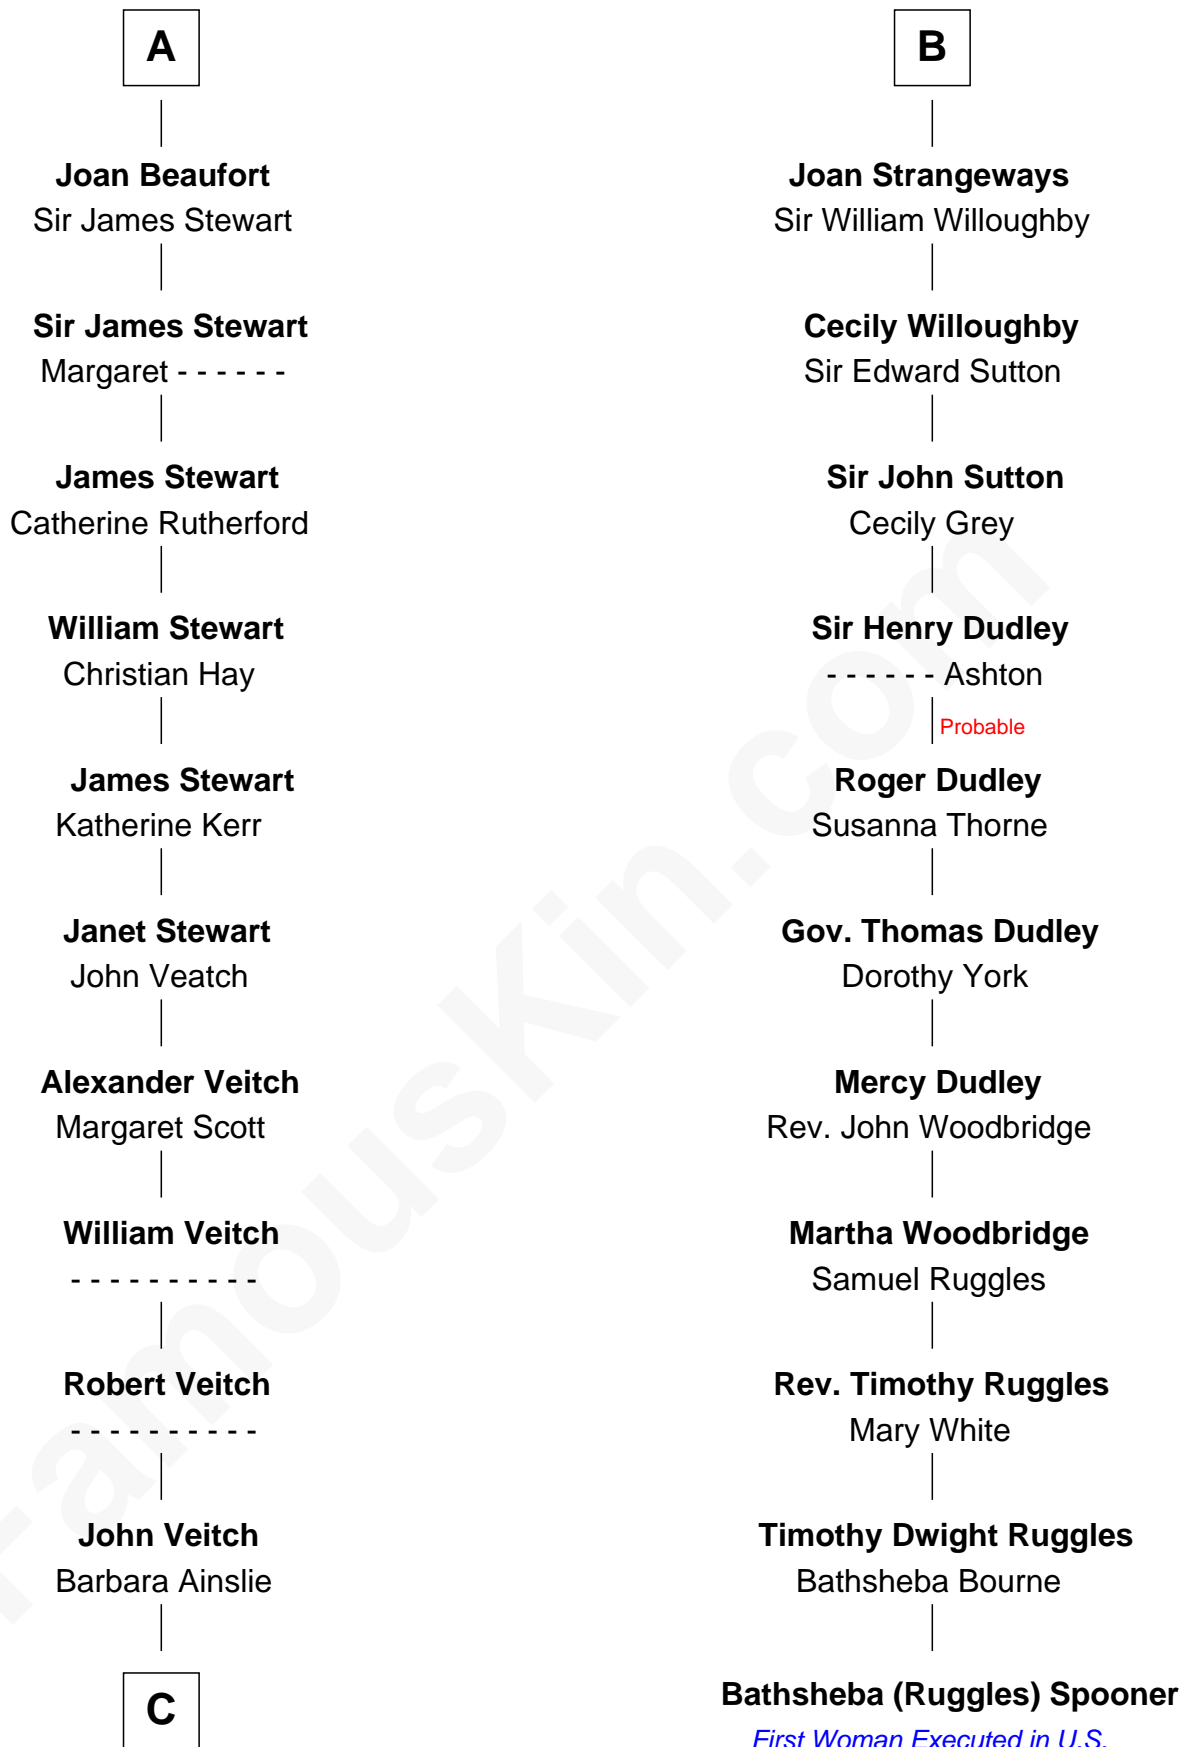 A
Joan Beaufort
Sir James Stewart
Sir James Stewart
Margaret - - - - - -
James Stewart
Catherine Rutherford
William Stewart
Christian Hay
James Stewart
Katherine Kerr
Janet Stewart
John Veatch
Alexander Veitch
Margaret Scott
William Veitch
- - - - - - - - - -
Robert Veitch
- - - - - - - - - -
John Veitch
Barbara Ainslie
C
B
Joan Strangeways
Sir William Willoughby
Cecily Willoughby
Sir Edward Sutton
Sir John Sutton
Cecily Grey
Sir Henry Dudley
- - - - - - Ashton
Probable
Roger Dudley
Susanna Thorne
Gov. Thomas Dudley
Dorothy York
Mercy Dudley
Rev. John Woodbridge
Martha Woodbridge
Samuel Ruggles
Rev. Timothy Ruggles
Mary White
Timothy Dwight Ruggles
Bathsheba Bourne
Bathsheba (Ruggles) Spooner
First Woman Executed in U.S.
FamousKin.com